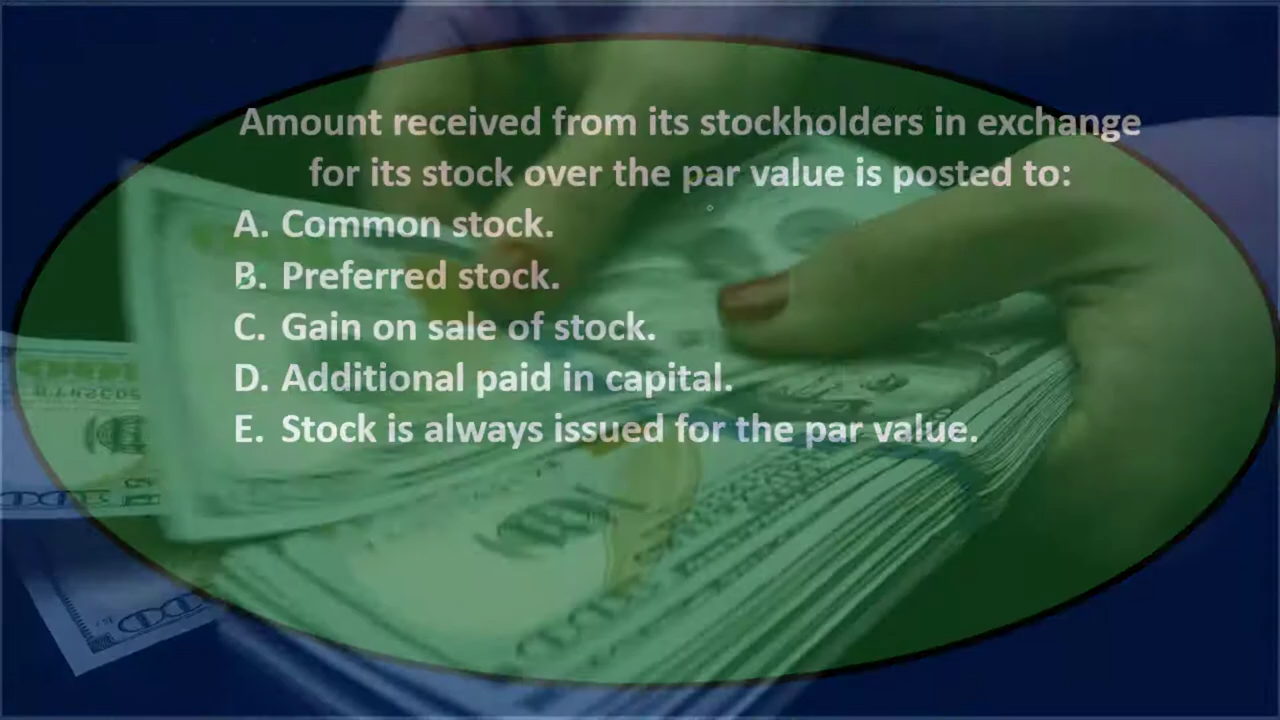 Amount received from its stockholders in exchange
for its stock over the par value is posted to:
A. Common stock.
B. Preferred stock.
C. Gain on sale of stock.
D. Additional paid in capital.
E. Stock is always issued for the par value.